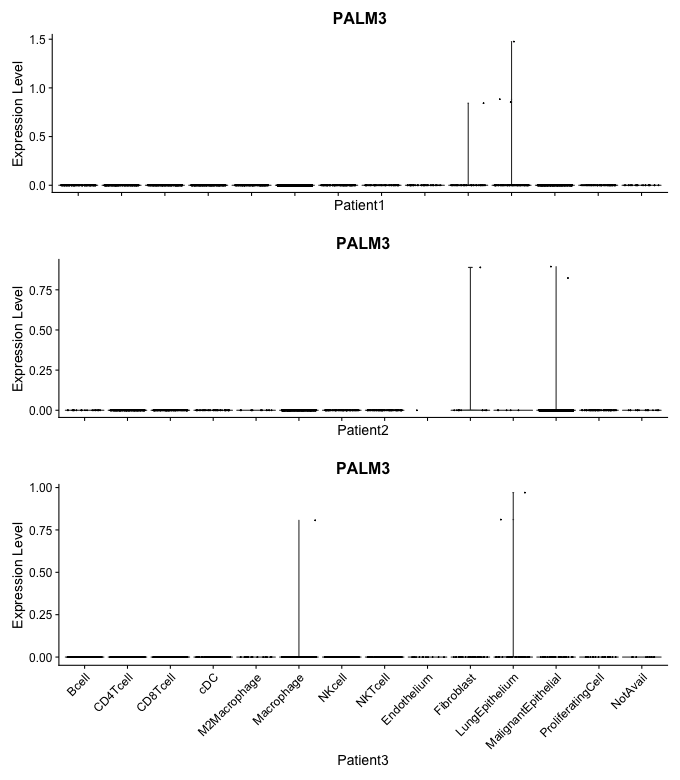 PALM3
Expression Level
1.5
1.0
0.5
0.0
Patient1
PALM3
Expression Level
0.75
0.50
0.25
0.00
Patient2
PALM3
Expression Level
1.00
0.75
0.50
0.25
0.00
Bcell
CD4Tcell
CD8Tcell
cDC
M2Macrophage
Macrophage
NKcell
NKTcell
Endothelium
Fibroblast
LungEpithelium
MalignantEpithelial
ProliferatingCell
NotAvail
Patient3